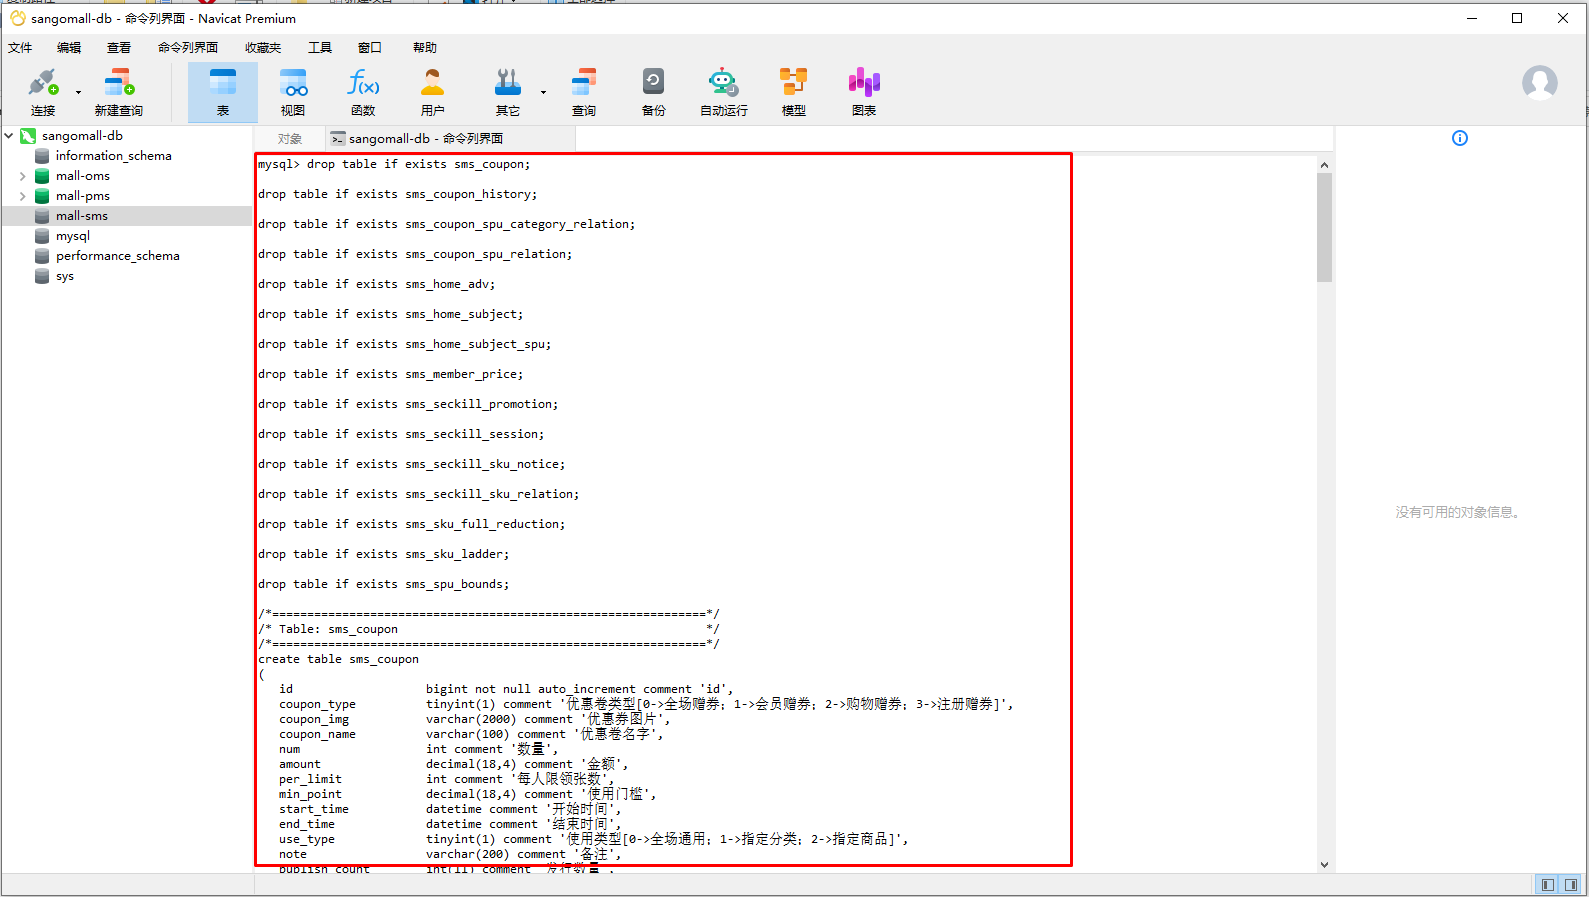 sangomall-db - 命令列界面 - Navicat Premium
文件 编辑 查看 命令列界面 收藏夹 工具 窗口 帮助
连接 新建查询 表 视图 函数 用户 其它 查询 备份 自动运行 模型 图表
sangomall-db
information_schema
mall-oms
mall-pms
mall-sms
mysql
performance_schema
sys
对象 sangomall-db - 命令列界面
mysql> drop table if exists sms_coupon;
drop table if exists sms_coupon_history;
drop table if exists sms_coupon_spu_category_relation;
drop table if exists sms_coupon_spu_relation;
drop table if exists sms_home_adv;
drop table if exists sms_home_subject;
drop table if exists sms_home_subject_spu;
drop table if exists sms_member_price;
drop table if exists sms_seckill_promotion;
drop table if exists sms_seckill_session;
drop table if exists sms_seckill_sku_notice;
drop table if exists sms_seckill_sku_relation;
drop table if exists sms_sku_full_reduction;
drop table if exists sms_sku_ladder;
drop table if exists sms_spu_bounds;
/*==============================================================*/
/* Table: sms_coupon                                            */
/*==============================================================*/
create table sms_coupon
(
id bigint not null auto_increment comment 'id',
coupon_type tinyint(1) comment '优惠卷类型[0->全场赠券；1->会员赠券；2->购物赠券；3->注册赠券]',
coupon_img varchar(2000) comment '优惠券图片',
coupon_name varchar(100) comment '优惠卷名字',
num int comment '数量',
amount decimal(18,4) comment '金额',
per_limit int comment '每人限领张数',
min_point decimal(18,4) comment '使用门槛',
start_time datetime comment '开始时间',
end_time datetime comment '结束时间',
use_type tinyint(1) comment '使用类型[0->全场通用；1->指定分类；2->指定商品]',
note varchar(200) comment '备注',
publish_count int(11) comment '发行数量',
没有可用的对象信息。